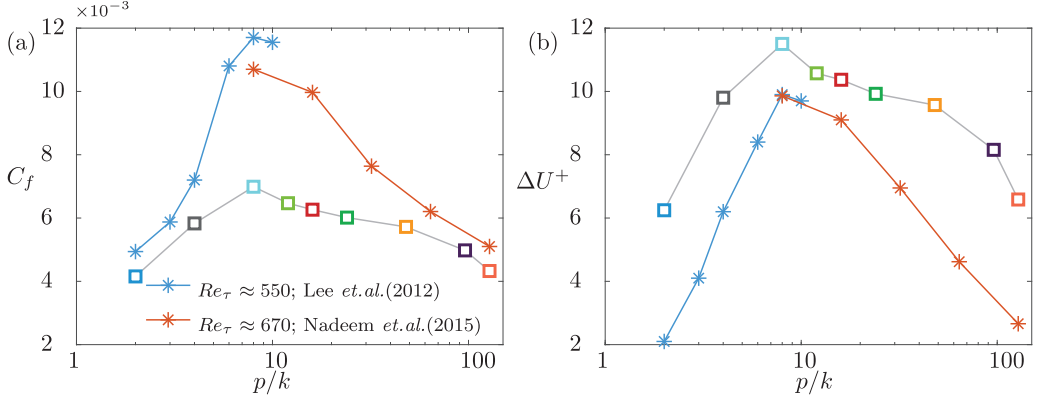 ×10⁻³
(a)
12
10
8
6
4
2
C_f
Re_τ ≈ 550; Lee et.al.(2012)
Re_τ ≈ 670; Nadeem et.al.(2015)
1
10
100
p/k
(b)
12
10
8
6
4
2
ΔU⁺
1
10
100
p/k